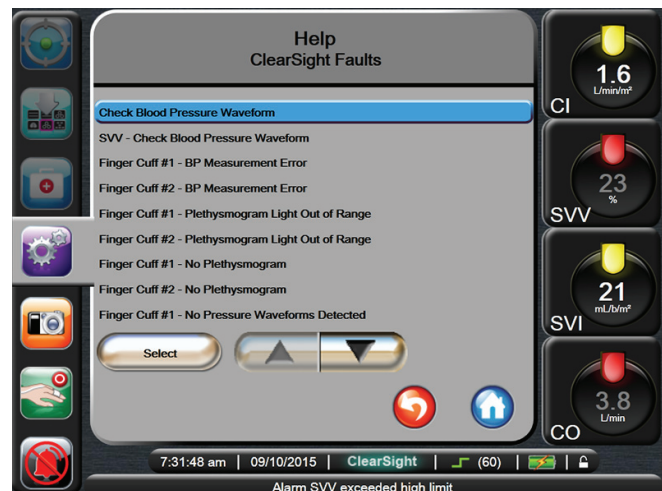 Help
ClearSight Faults
Check Blood Pressure Waveform
SVV - Check Blood Pressure Waveform
Finger Cuff #1 - BP Measurement Error
Finger Cuff #2 - BP Measurement Error
Finger Cuff #1 - Plethysmogram Light Out of Range
Finger Cuff #2 - Plethysmogram Light Out of Range
Finger Cuff #1 - No Plethysmogram
Finger Cuff #2 - No Plethysmogram
Finger Cuff #1 - No Pressure Waveforms Detected
Select
1.6
L/min/m²
CI
23
%
SVV
21
mL/b/m²
SVI
3.8
L/min
CO
7:31:48 am | 09/10/2015 | ClearSight | (60) |
Alarm SVV exceeded high limit